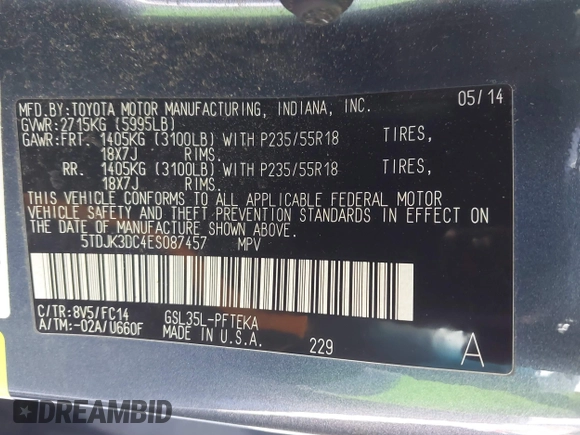 MFD.BY:TOYOTA MOTOR MANUFACTURING, INDIANA, INC. 05/14
GVWR:2715KG (5995LB)
GAWR:FRT. 1405KG (3100LB) WITH P235/55R18 TIRES,
18X7J RIMS.
RR. 1405KG (3100LB) WITH P235/55R18 TIRES,
18X7J RIMS.
THIS VEHICLE CONFORMS TO ALL APPLICABLE FEDERAL MOTOR
VEHICLE SAFETY AND THEFT PREVENTION STANDARDS IN EFFECT ON
THE DATE OF MANUFACTURE SHOWN ABOVE.
5TDJK3DC4ES087457 MPV
C/TR:8V5/FC14 GSL35L-PFTEKA
A/TM:-02A/U660F MADE IN U.S.A. 229 A
DREAMBID